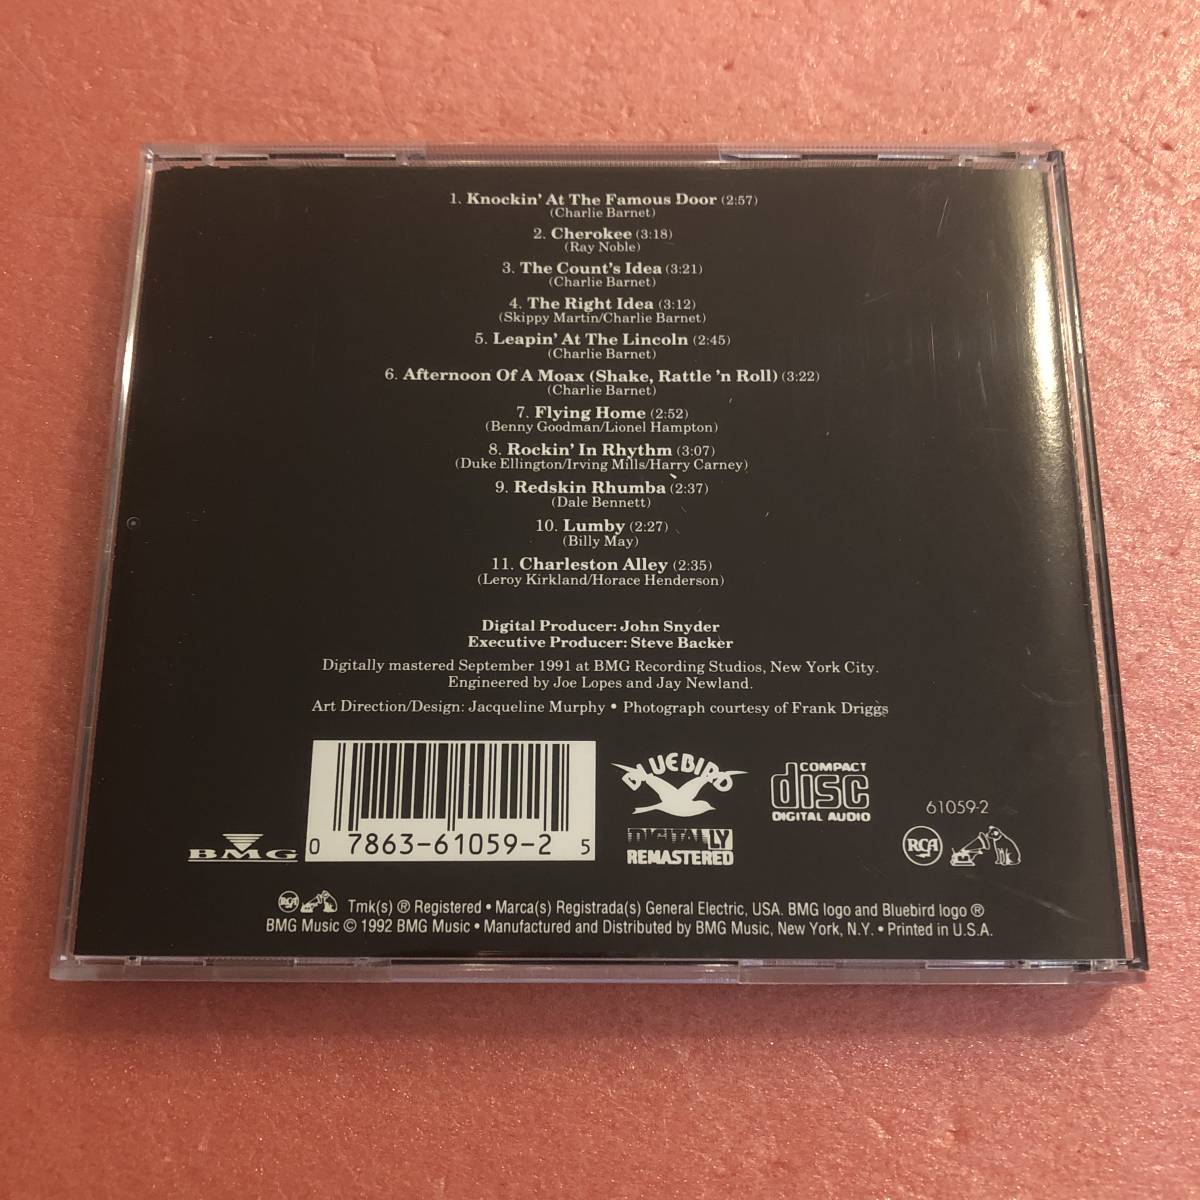 1. Knockin' At The Famous Door (2:57)
(Charlie Barnet)
2. Cherokee (3:18)
(Ray Noble)
3. The Count's Idea (3:21)
(Charlie Barnet)
4. The Right Idea (3:12)
(Skippy Martin/Charlie Barnet)
5. Leapin' At The Lincoln (2:45)
(Charlie Barnet)
6. Afternoon Of A Moax (Shake, Rattle 'n Roll) (3:22)
(Charlie Barnet)
7. Flying Home (2:52)
(Benny Goodman/Lionel Hampton)
8. Rockin' In Rhythm (3:07)
(Duke Ellington/Irving Mills/Harry Carney)
9. Redskin Rhumba (2:37)
(Dale Bennett)
10. Lumby (2:27)
(Billy May)
11. Charleston Alley (2:35)
(Leroy Kirkland/Horace Henderson)
Digital Producer: John Snyder
Executive Producer: Steve Backer
Digitally mastered September 1991 at BMG Recording Studios, New York City.
Engineered by Joe Lopes and Jay Newland.
Art Direction/Design: Jacqueline Murphy • Photograph courtesy of Frank Driggs
BMG
0 7863-61059-2 5
BLUEBIRD
DIGITALLY
REMASTERED
COMPACT
disc
DIGITAL AUDIO
61059-2
RCA
RCA Tmk(s) ® Registered • Marca(s) Registrada(s) General Electric, USA. BMG logo and Bluebird logo ®
BMG Music © 1992 BMG Music • Manufactured and Distributed by BMG Music, New York, N.Y. • Printed in U.S.A.